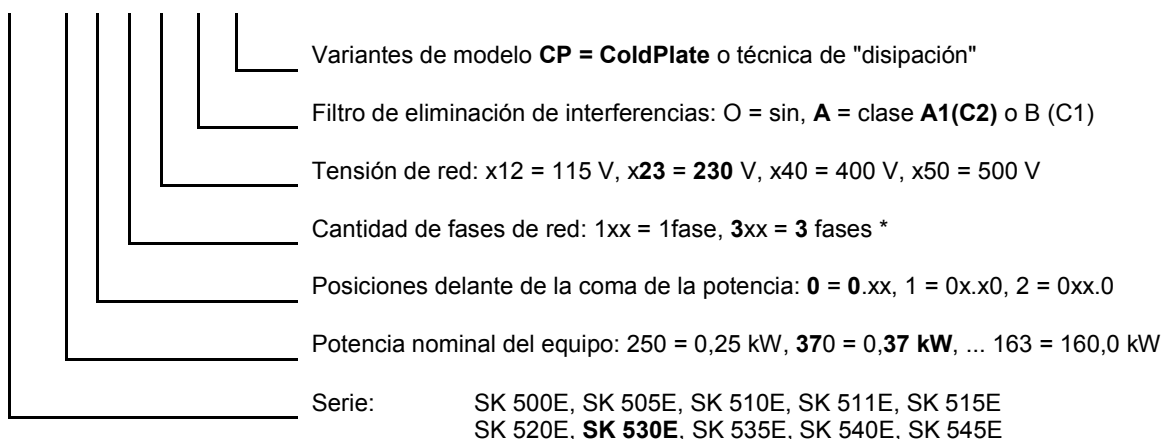 Variantes de modelo CP = ColdPlate o técnica de "disipación"
Filtro de eliminación de interferencias: O = sin, A = clase A1(C2) o B (C1)
Tensión de red: x12 = 115 V, x23 = 230 V, x40 = 400 V, x50 = 500 V
Cantidad de fases de red: 1xx = 1fase, 3xx = 3 fases *
Posiciones delante de la coma de la potencia: 0 = 0.xx, 1 = 0x.x0, 2 = 0xx.0
Potencia nominal del equipo: 250 = 0,25 kW, 370 = 0,37 kW, ... 163 = 160,0 kW
Serie: SK 500E, SK 505E, SK 510E, SK 511E, SK 515E
SK 520E, SK 530E, SK 535E, SK 540E, SK 545E